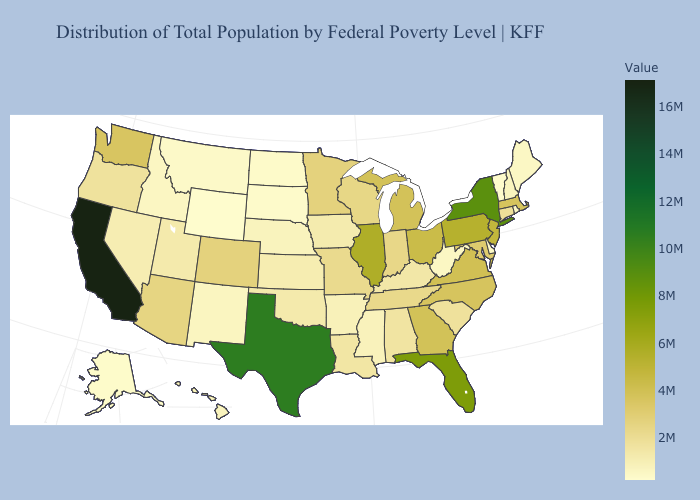 Distribution of Total Population by Federal Poverty Level | KFF
Value
16M
14M
12M
10M
8M
6M
4M
2M